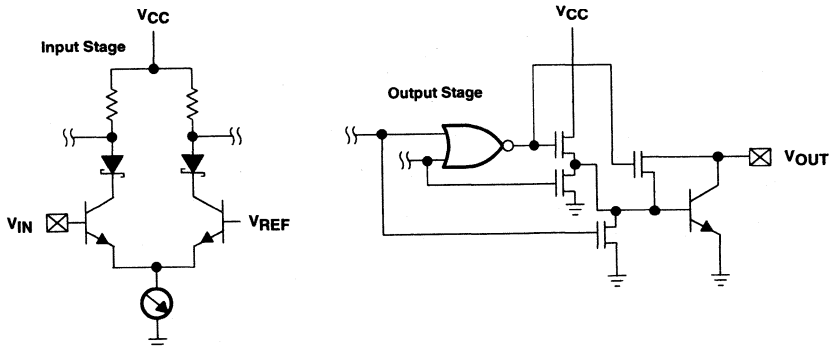 VCC
Input Stage
VIN
VREF
VCC
Output Stage
VOUT